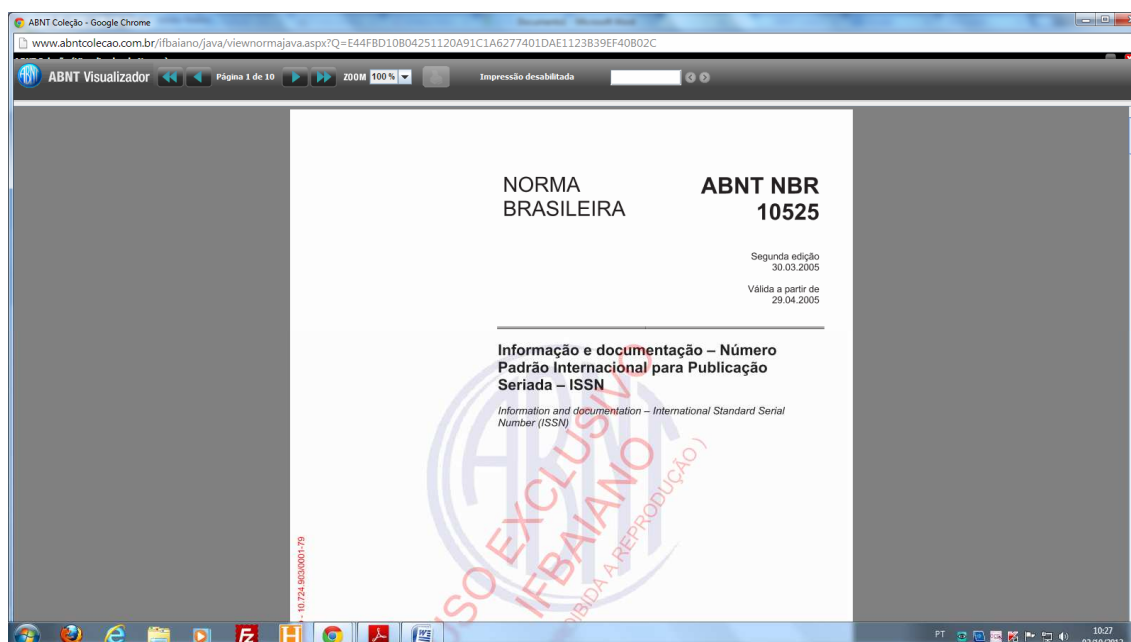 ABNT Coleção - Google Chrome
www.abntcolecao.com.br/ifbaiano/java/viewnormajava.aspx?Q=E44FBD10B04251120A91C1A6277401DAE1123B39EF40B02C
ABNT Visualizador Página 1 de 10 ZOOM 100 % Impressão desabilitada
NORMA
BRASILEIRA
ABNT NBR
10525
Segunda edição
30.03.2005
Válida a partir de
29.04.2005
Informação e documentação – Número
Padrão Internacional para Publicação
Seriada – ISSN
Information and documentation – International Standard Serial
Number (ISSN)
ABNT
USO EXCLUSIVO
IFBAIANO
IBIDA A REPRODUÇÃO )
- 10.724.903/0001-79
PT
10:27